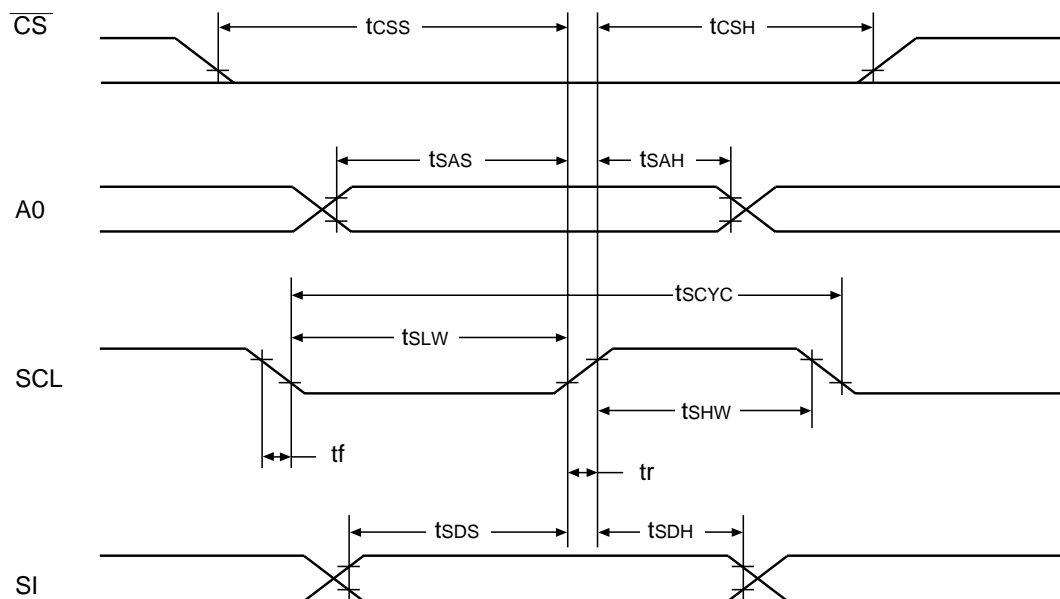 CS
tCSS
tCSH
tSAS
tSAH
A0
tSCYC
tSLW
SCL
tSHW
tf
tr
tSDS
tSDH
SI